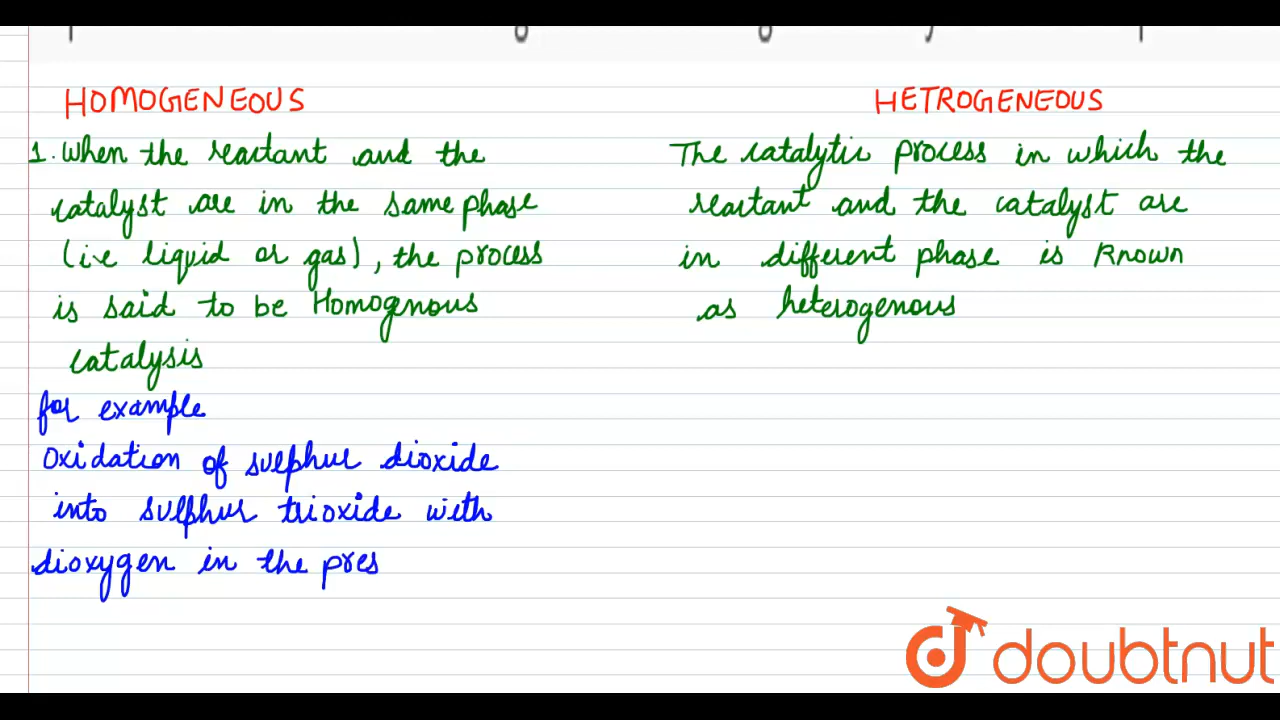 HOMOGENEOUS
1. When the reactant and the
catalyst are in the same phase
(i.e liquid or gas), the process
is said to be Homogenous
catalysis
for example
oxidation of sulphur dioxide
into sulphur trioxide with
dioxygen in the pres
HETROGENEOUS
The catalytic process in which the
reactant and the catalyst are
in different phase is known
as heterogenous
doubtnut